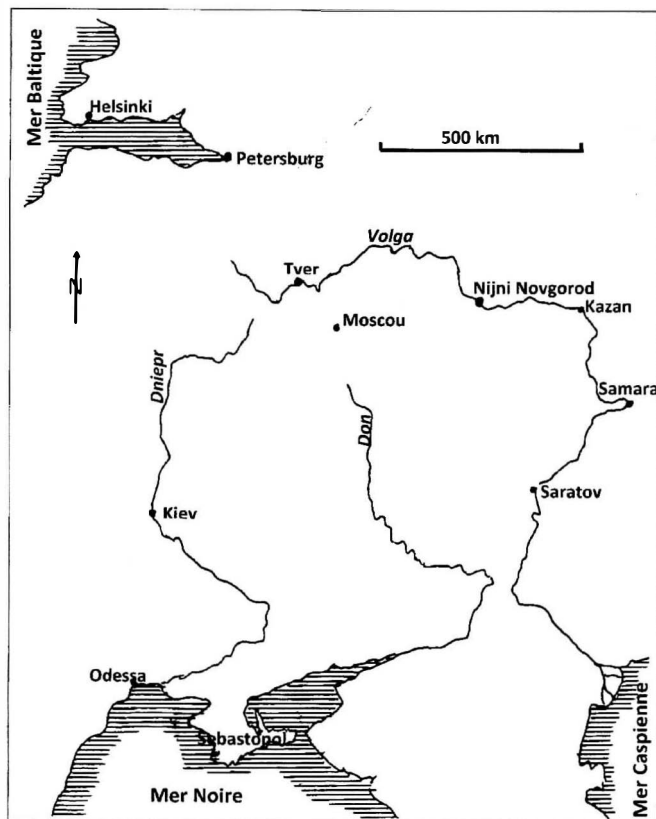 Mer Baltique
Helsinki
Petersburg
500 km
N
Volga
Tver
Nijni Novgorod
Kazan
Moscou
Dniepr
Samara
Don
Saratov
Kiev
Odessa
Sebastopol
Mer Noire
Mer Caspienne